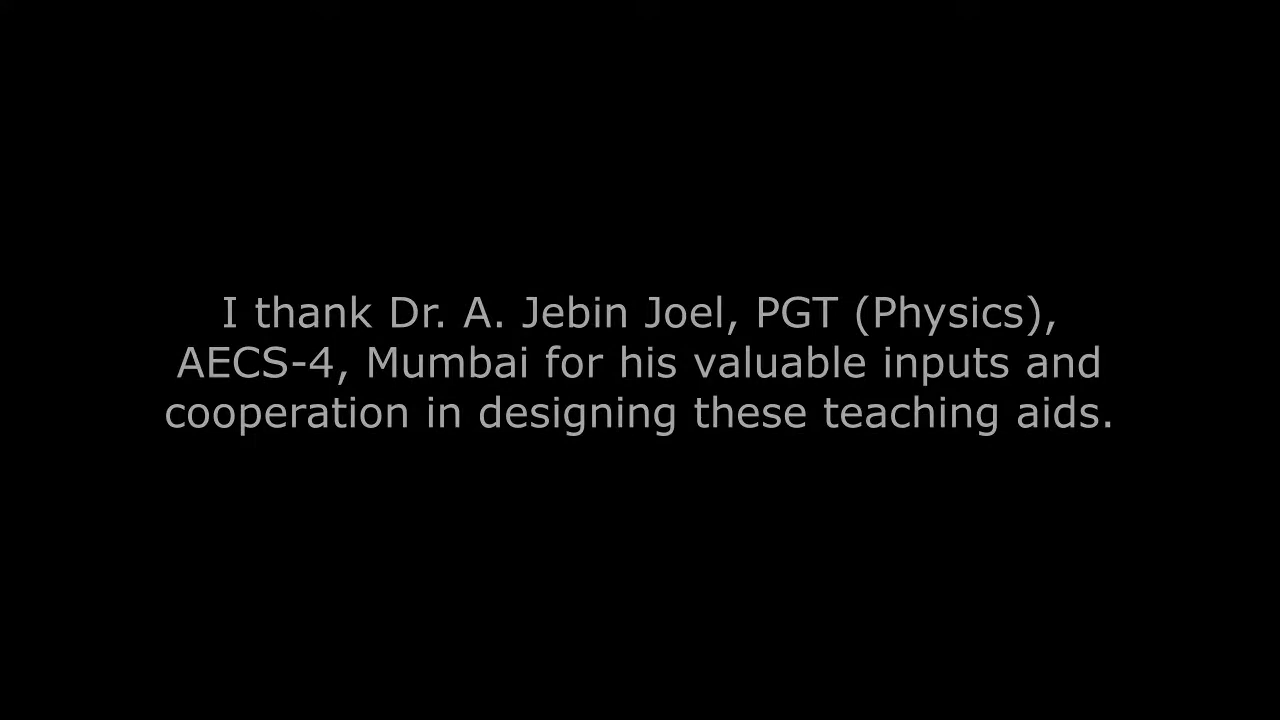 I thank Dr. A. Jebin Joel, PGT (Physics),
AECS-4, Mumbai for his valuable inputs and
cooperation in designing these teaching aids.